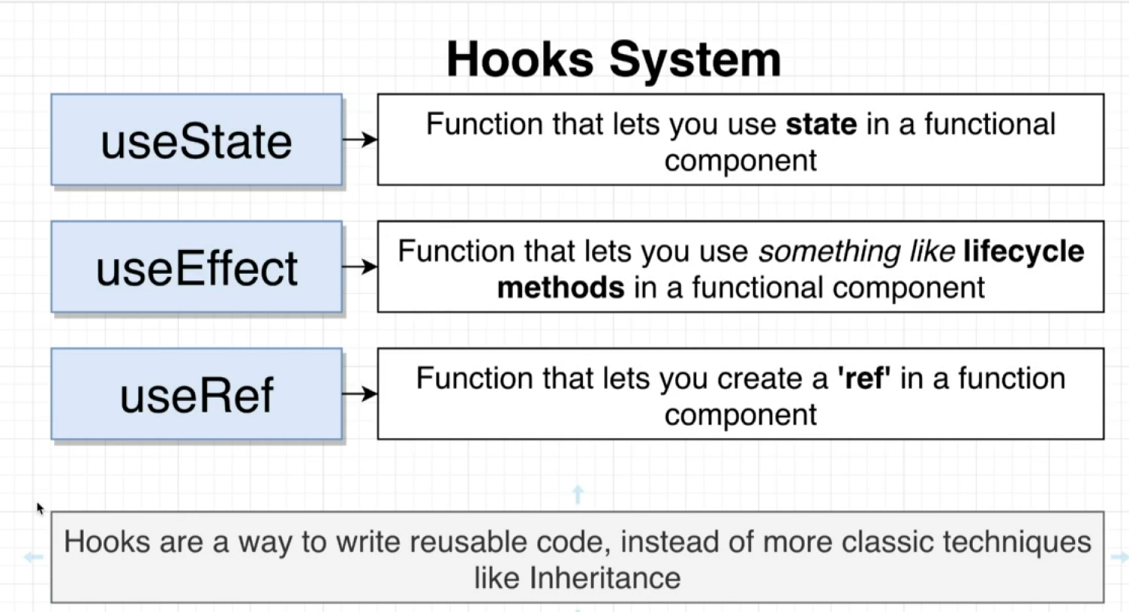 Hooks System
useState
Function that lets you use state in a functional
component
useEffect
Function that lets you use something like lifecycle
methods in a functional component
useRef
Function that lets you create a 'ref' in a function
component
Hooks are a way to write reusable code, instead of more classic techniques
like Inheritance